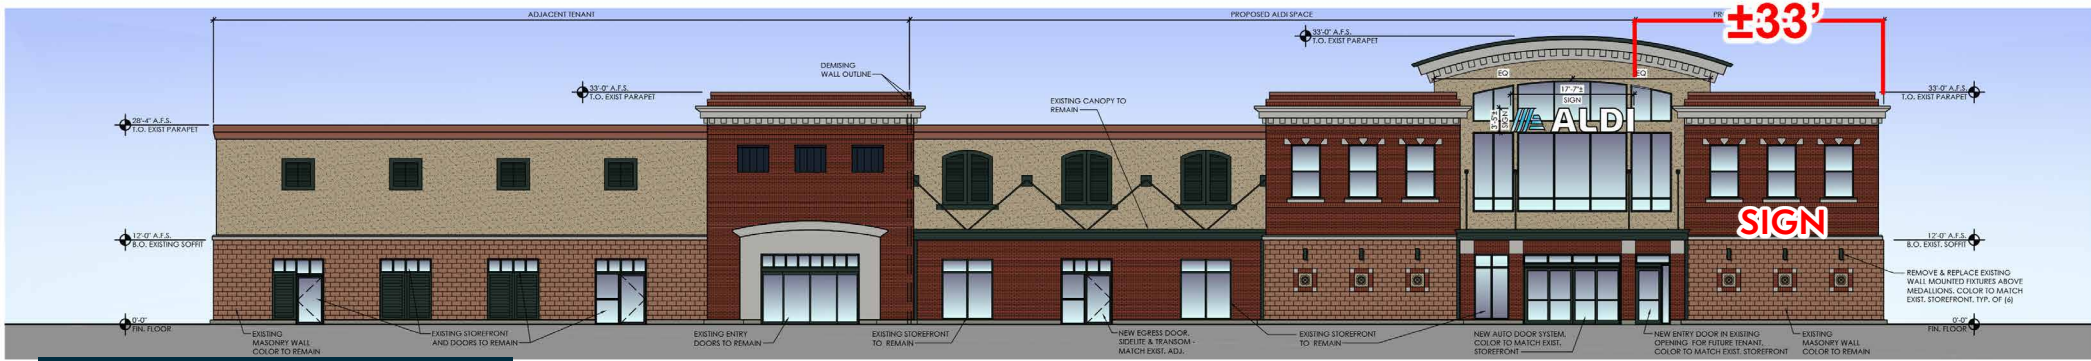 ADJACENT TENANT
PROPOSED ALDI SPACE
±33'
33'-0" A.F.S.
T.O. EXIST PARAPET
DEMISING
WALL OUTLINE
EQ
EQ
33'-0" A.F.S.
T.O. EXIST PARAPET
17'-7"±
SIGN
33'-0" A.F.S.
T.O. EXIST PARAPET
EXISTING CANOPY TO
REMAIN
3'-5"±
SIGN
ALDI
28'-4" A.F.S.
T.O. EXIST PARAPET
SIGN
12'-0" A.F.S.
B.O. EXISTING SOFFIT
12'-0" A.F.S.
B.O. EXIST. SOFFIT
REMOVE & REPLACE EXISTING
WALL MOUNTED FIXTURES ABOVE
MEDALLIONS. COLOR TO MATCH
EXIST. STOREFRONT. TYP. OF (6)
0'-0"
FIN. FLOOR
0'-0"
FIN. FLOOR
EXISTING
MASONRY WALL
COLOR TO REMAIN
EXISTING STOREFRONT
AND DOORS TO REMAIN
EXISTING ENTRY
DOORS TO REMAIN
EXISTING STOREFRONT
TO REMAIN
NEW EGRESS DOOR,
SIDELITE & TRANSOM -
MATCH EXIST. ADJ.
EXISTING STOREFRONT
TO REMAIN
NEW AUTO DOOR SYSTEM.
COLOR TO MATCH EXIST.
STOREFRONT
NEW ENTRY DOOR IN EXISTING
OPENING FOR FUTURE TENANT.
COLOR TO MATCH EXIST. STOREFRONT
EXISTING
MASONRY WALL
COLOR TO REMAIN